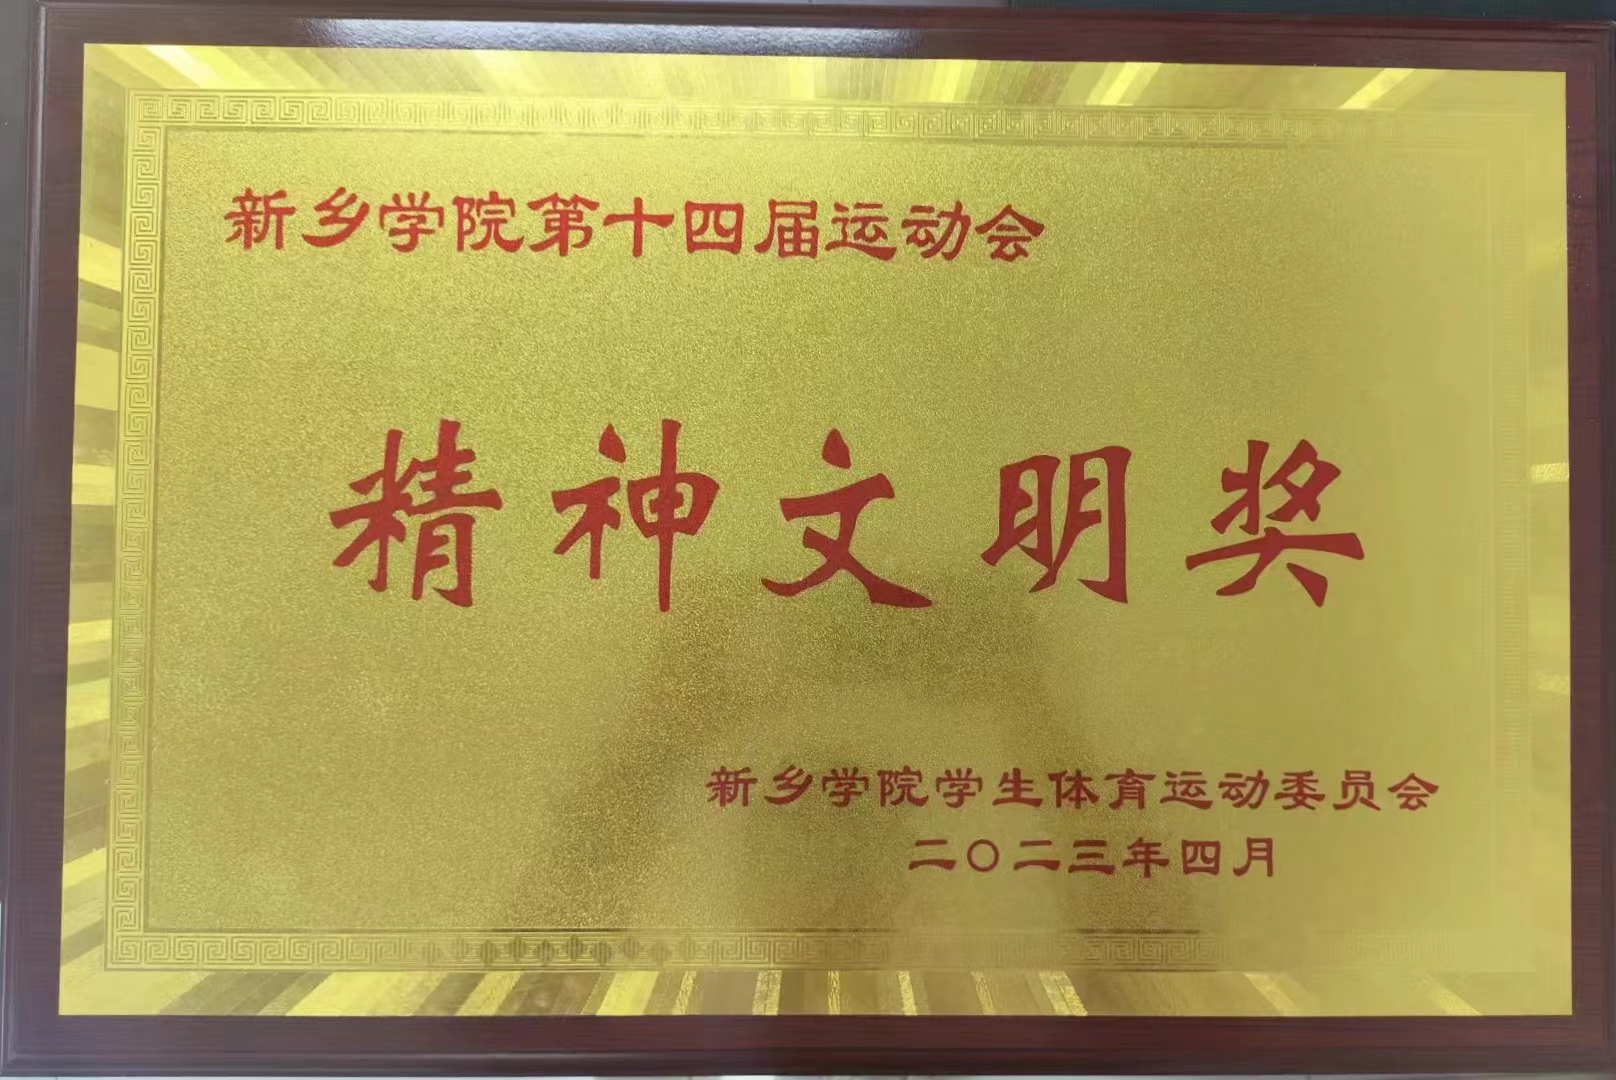 新乡学院第十四届运动会
精神文明奖
新乡学院学生体育运动委员会
二〇二三年四月